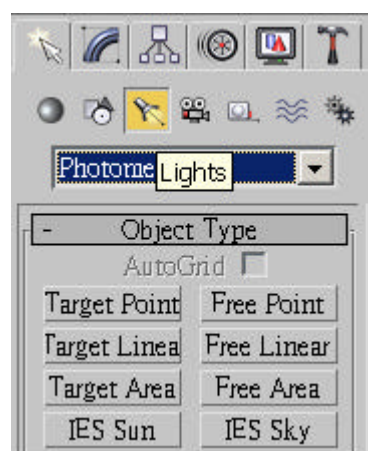 Photome
Lights
- Object Type
AutoGrid
Target Point Free Point
Target Linea Free Linear
Target Area Free Area
IES Sun IES Sky